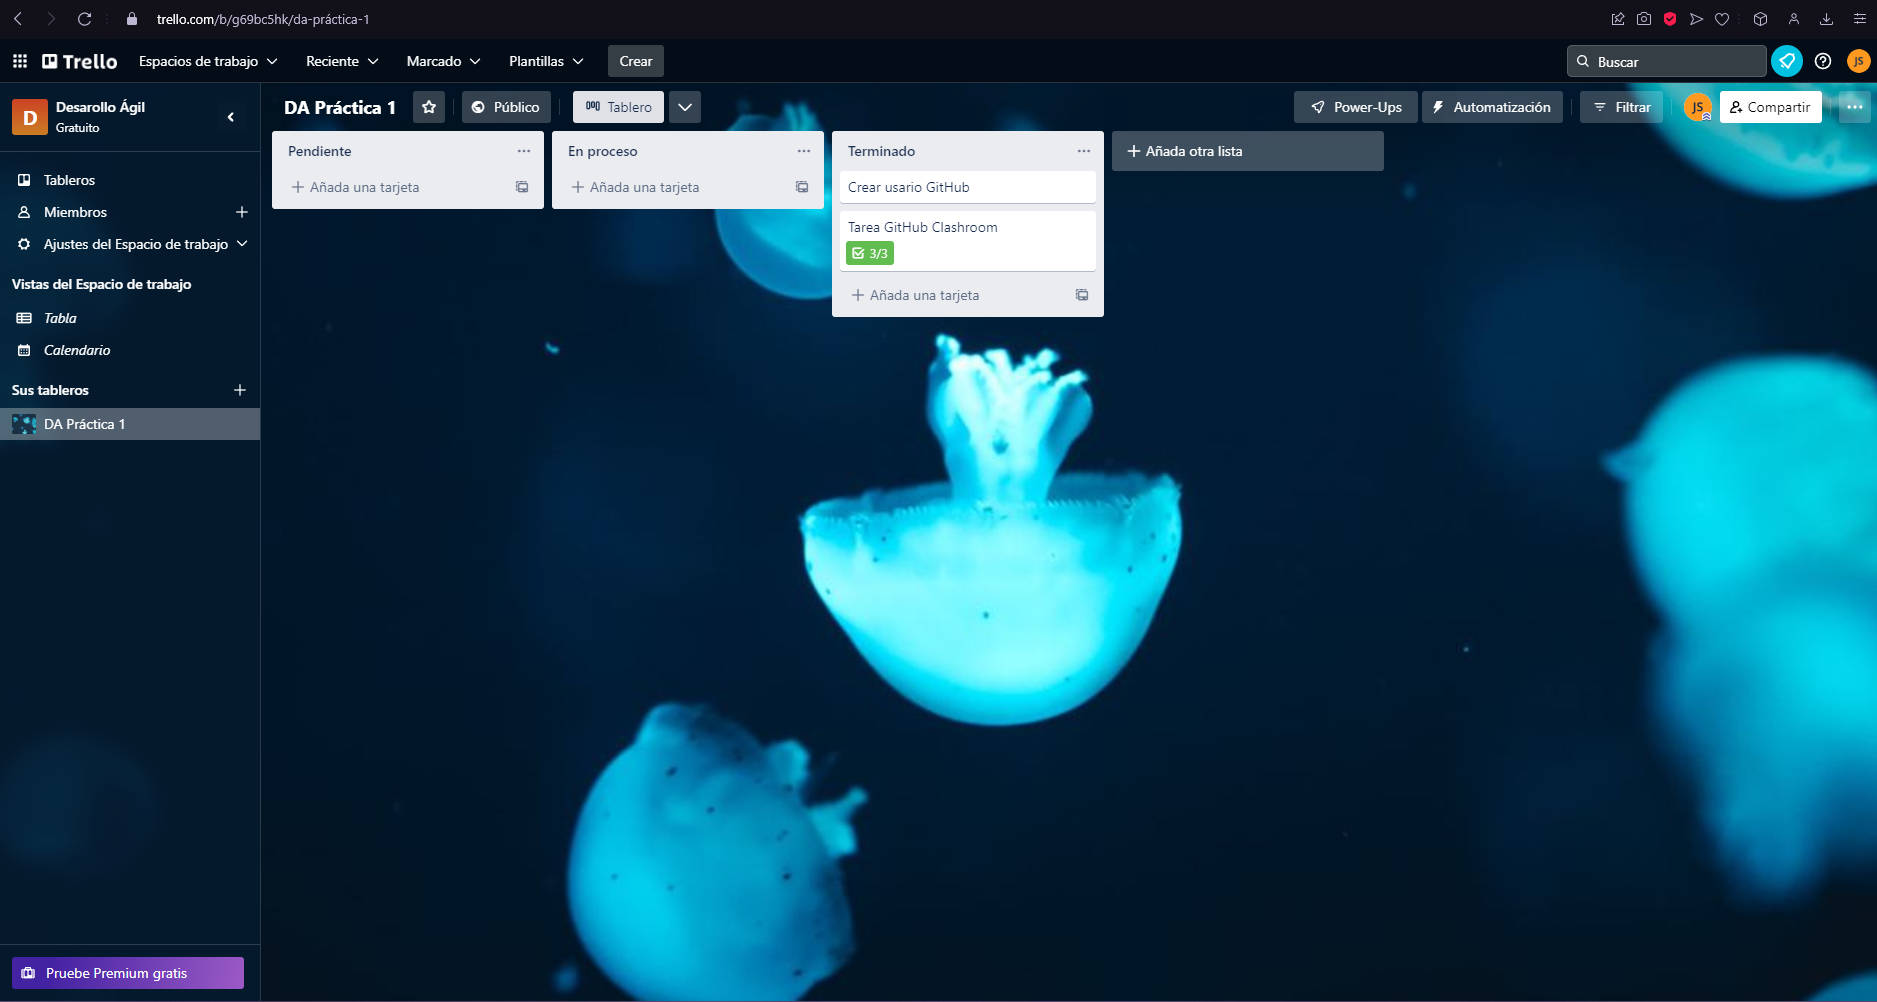 trello.com/b/g69bc5hk/da-práctica-1
Trello Espacios de trabajo Reciente Marcado Plantillas Crear Buscar JS
D Desarollo Ágil
Gratuito
DA Práctica 1 Público Tablero Power-Ups Automatización Filtrar JS Compartir
Tableros
Miembros
Ajustes del Espacio de trabajo
Vistas del Espacio de trabajo
Tabla
Calendario
Sus tableros
DA Práctica 1
Pruebe Premium gratis
Pendiente
Añada una tarjeta
En proceso
Añada una tarjeta
Terminado
Crear usario GitHub
Tarea GitHub Clashroom
3/3
Añada una tarjeta
Añada otra lista